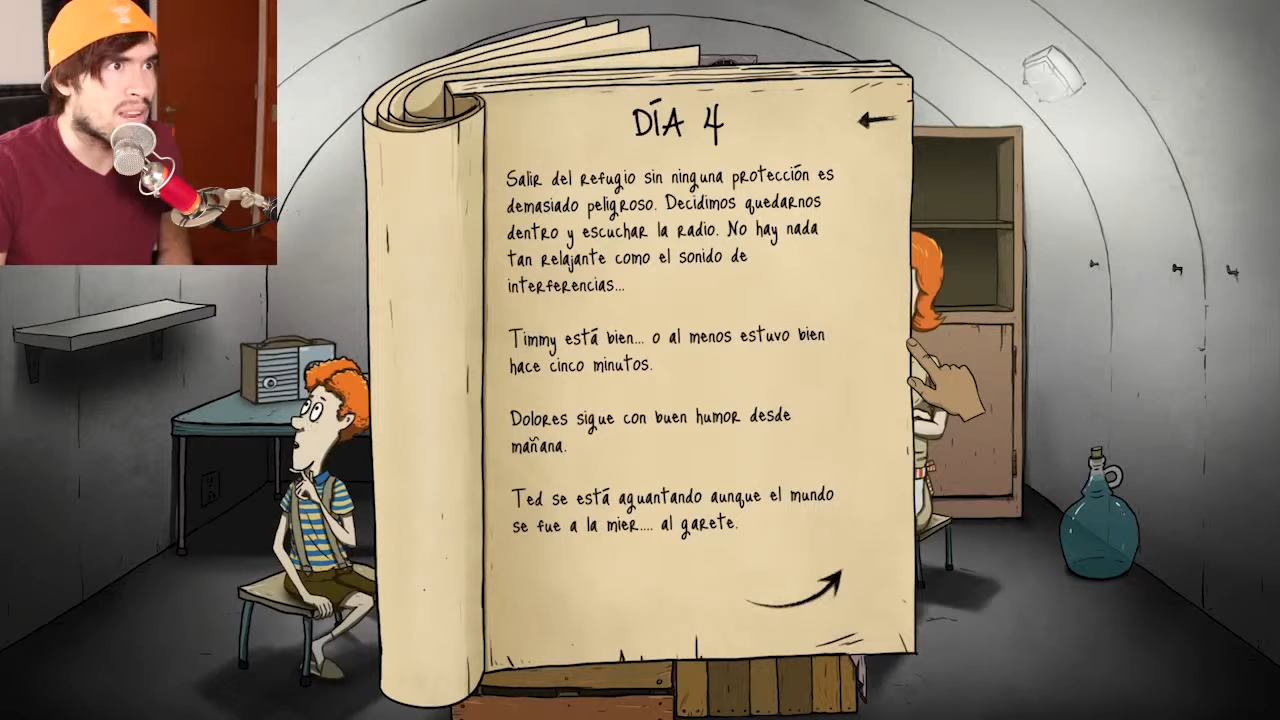 DÍA 4
Salir del refugio sin ninguna protección es
demasiado peligroso. Decidimos quedarnos
dentro y escuchar la radio. No hay nada
tan relajante como el sonido de
interferencias...
Timmy está bien... o al menos estuvo bien
hace cinco minutos.
Dolores sigue con buen humor desde
mañana.
Ted se está aguantando aunque el mundo
se fue a la mier.... al garete.